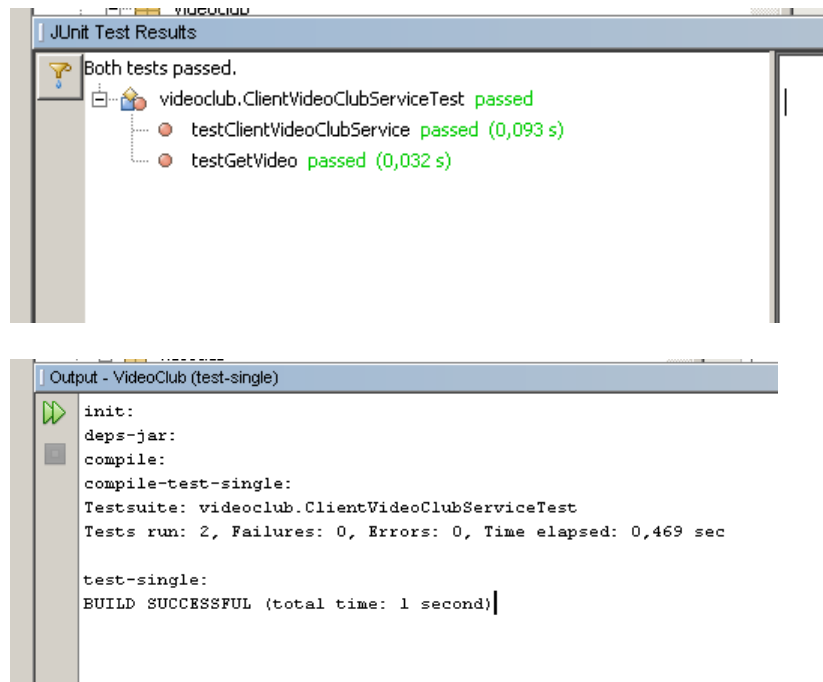 JUnit Test Results
Both tests passed.
videoclub.ClientVideoClubServiceTest passed
testClientVideoClubService passed (0,093 s)
testGetVideo passed (0,032 s)
Output - VideoClub (test-single)
init:
deps-jar:
compile:
compile-test-single:
Testsuite: videoclub.ClientVideoClubServiceTest
Tests run: 2, Failures: 0, Errors: 0, Time elapsed: 0,469 sec
test-single:
BUILD SUCCESSFUL (total time: 1 second)